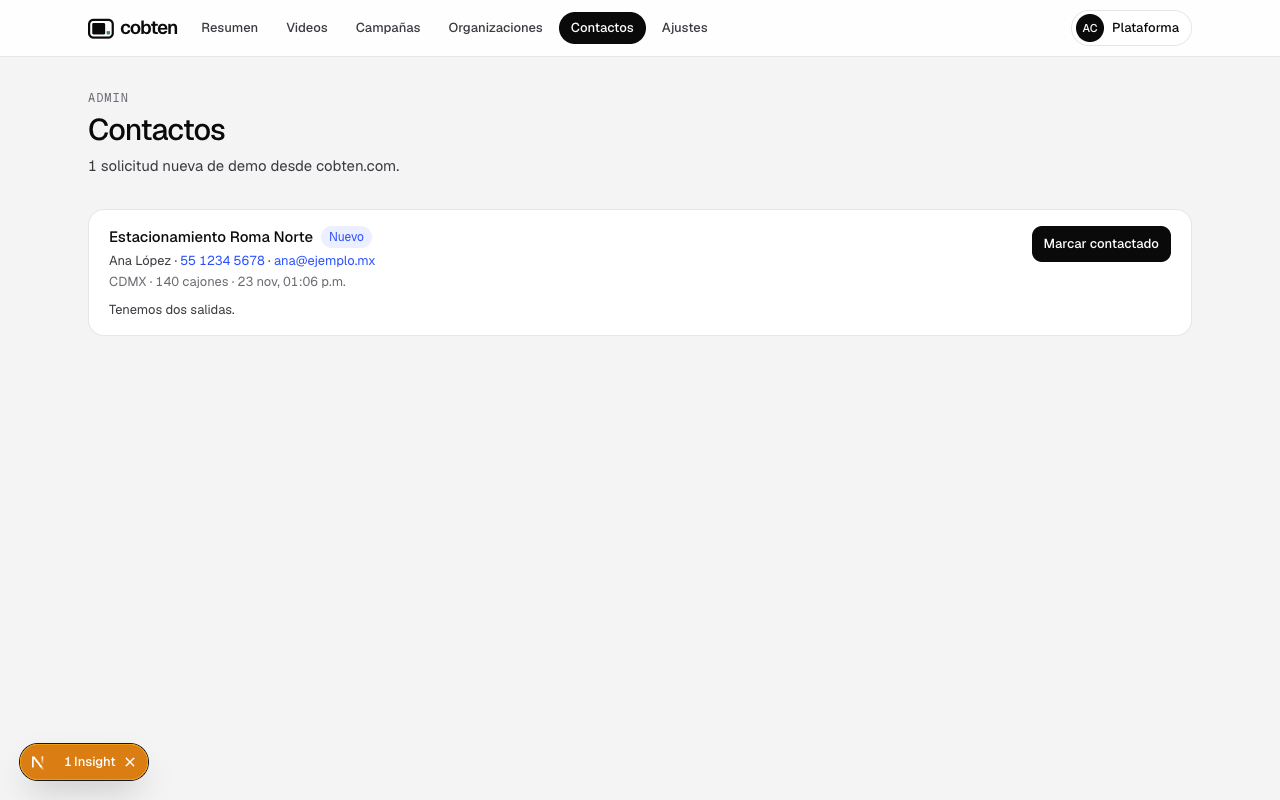 cobten Resumen Videos Campañas Organizaciones Contactos Ajustes AC Plataforma
ADMIN
Contactos
1 solicitud nueva de demo desde cobten.com.
Estacionamiento Roma Norte Nuevo Marcar contactado
Ana López · 55 1234 5678 · ana@ejemplo.mx
CDMX · 140 cajones · 23 nov, 01:06 p.m.
Tenemos dos salidas.
N 1 Insight